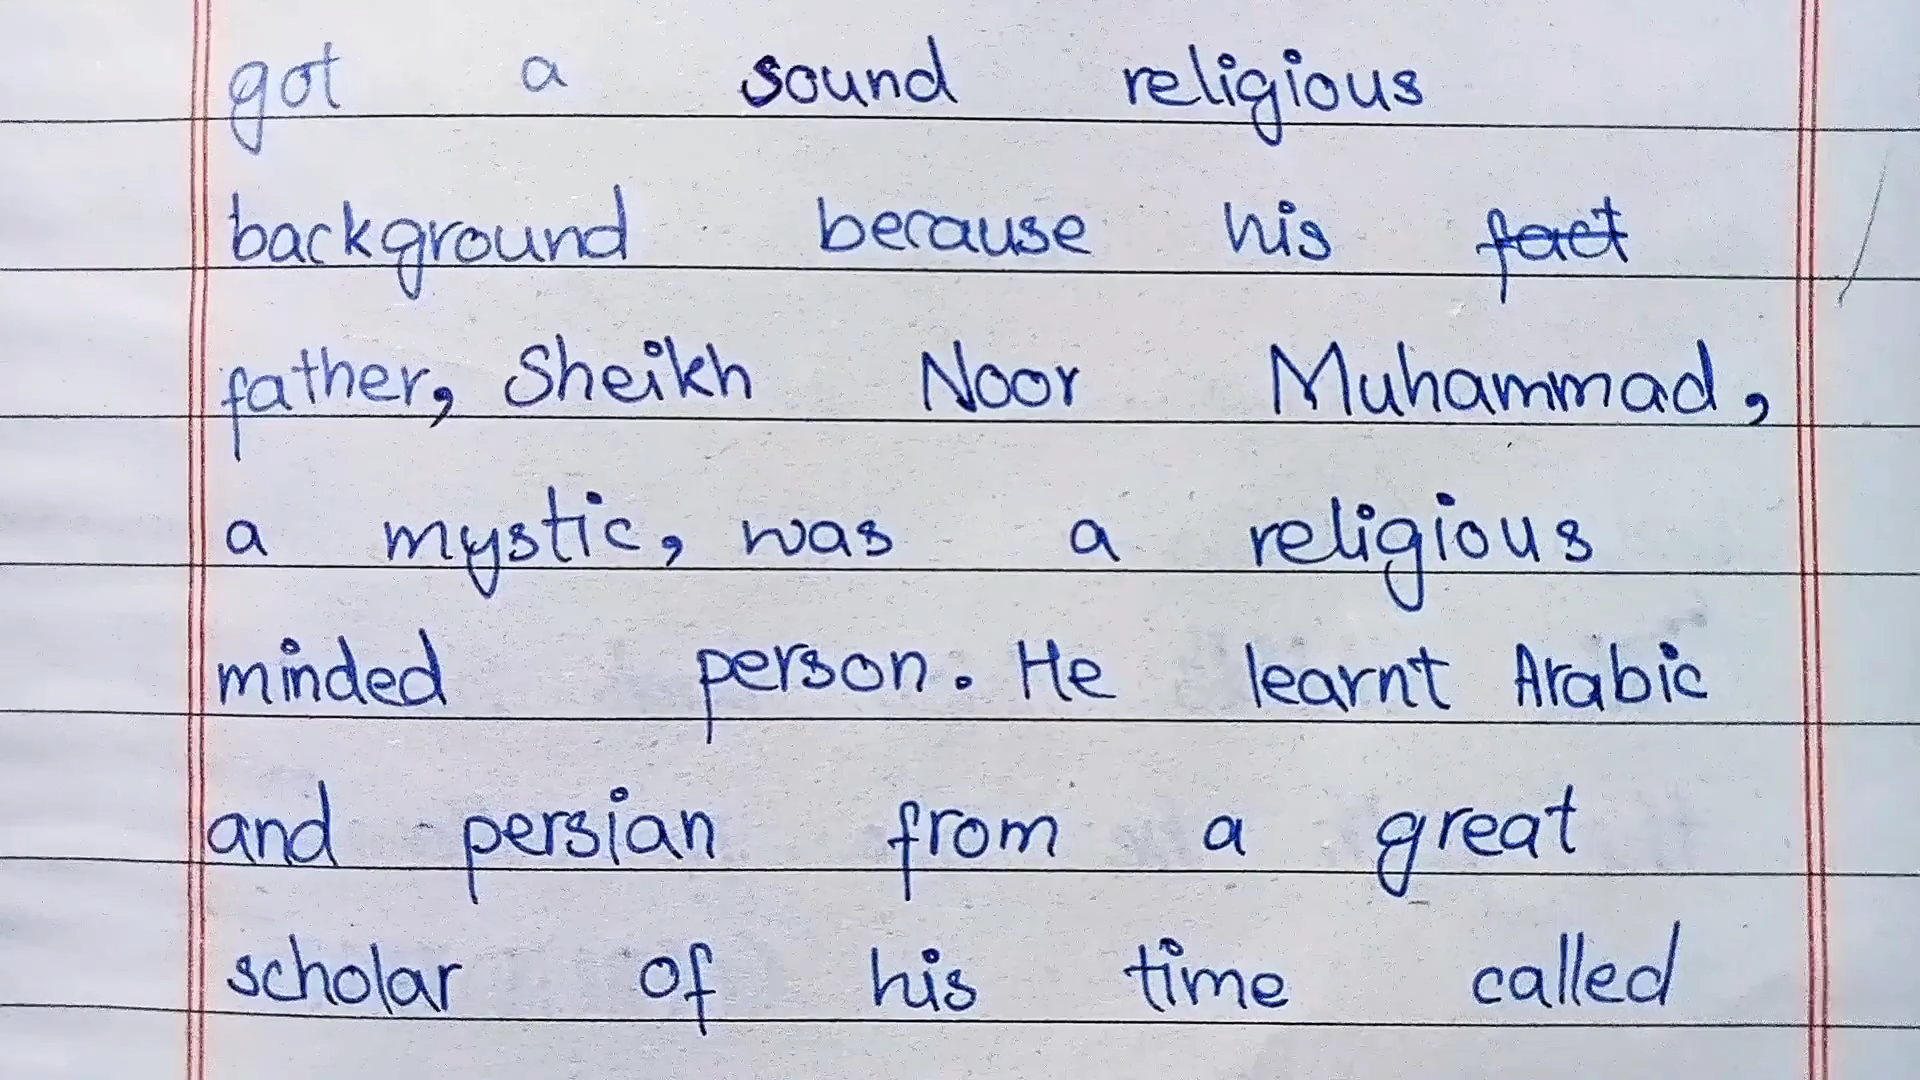 got a sound religious
background because his fact
father, Sheikh Noor Muhammad,
a mystic, was a religious
minded person. He learnt Arabic
and persian from a great
scholar of his time called